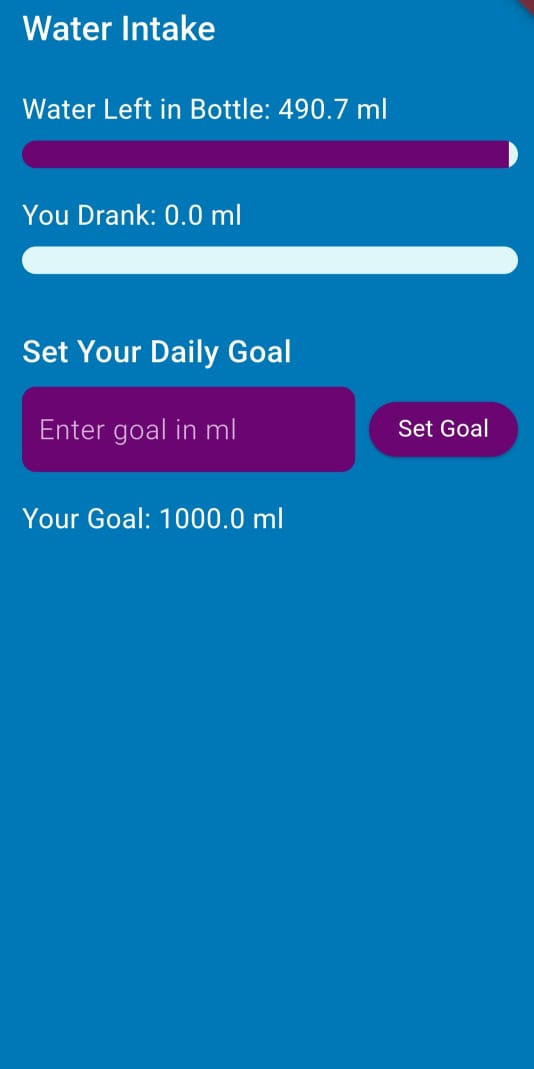 Water Intake
Water Left in Bottle: 490.7 ml
You Drank: 0.0 ml
Set Your Daily Goal
Enter goal in ml
Set Goal
Your Goal: 1000.0 ml